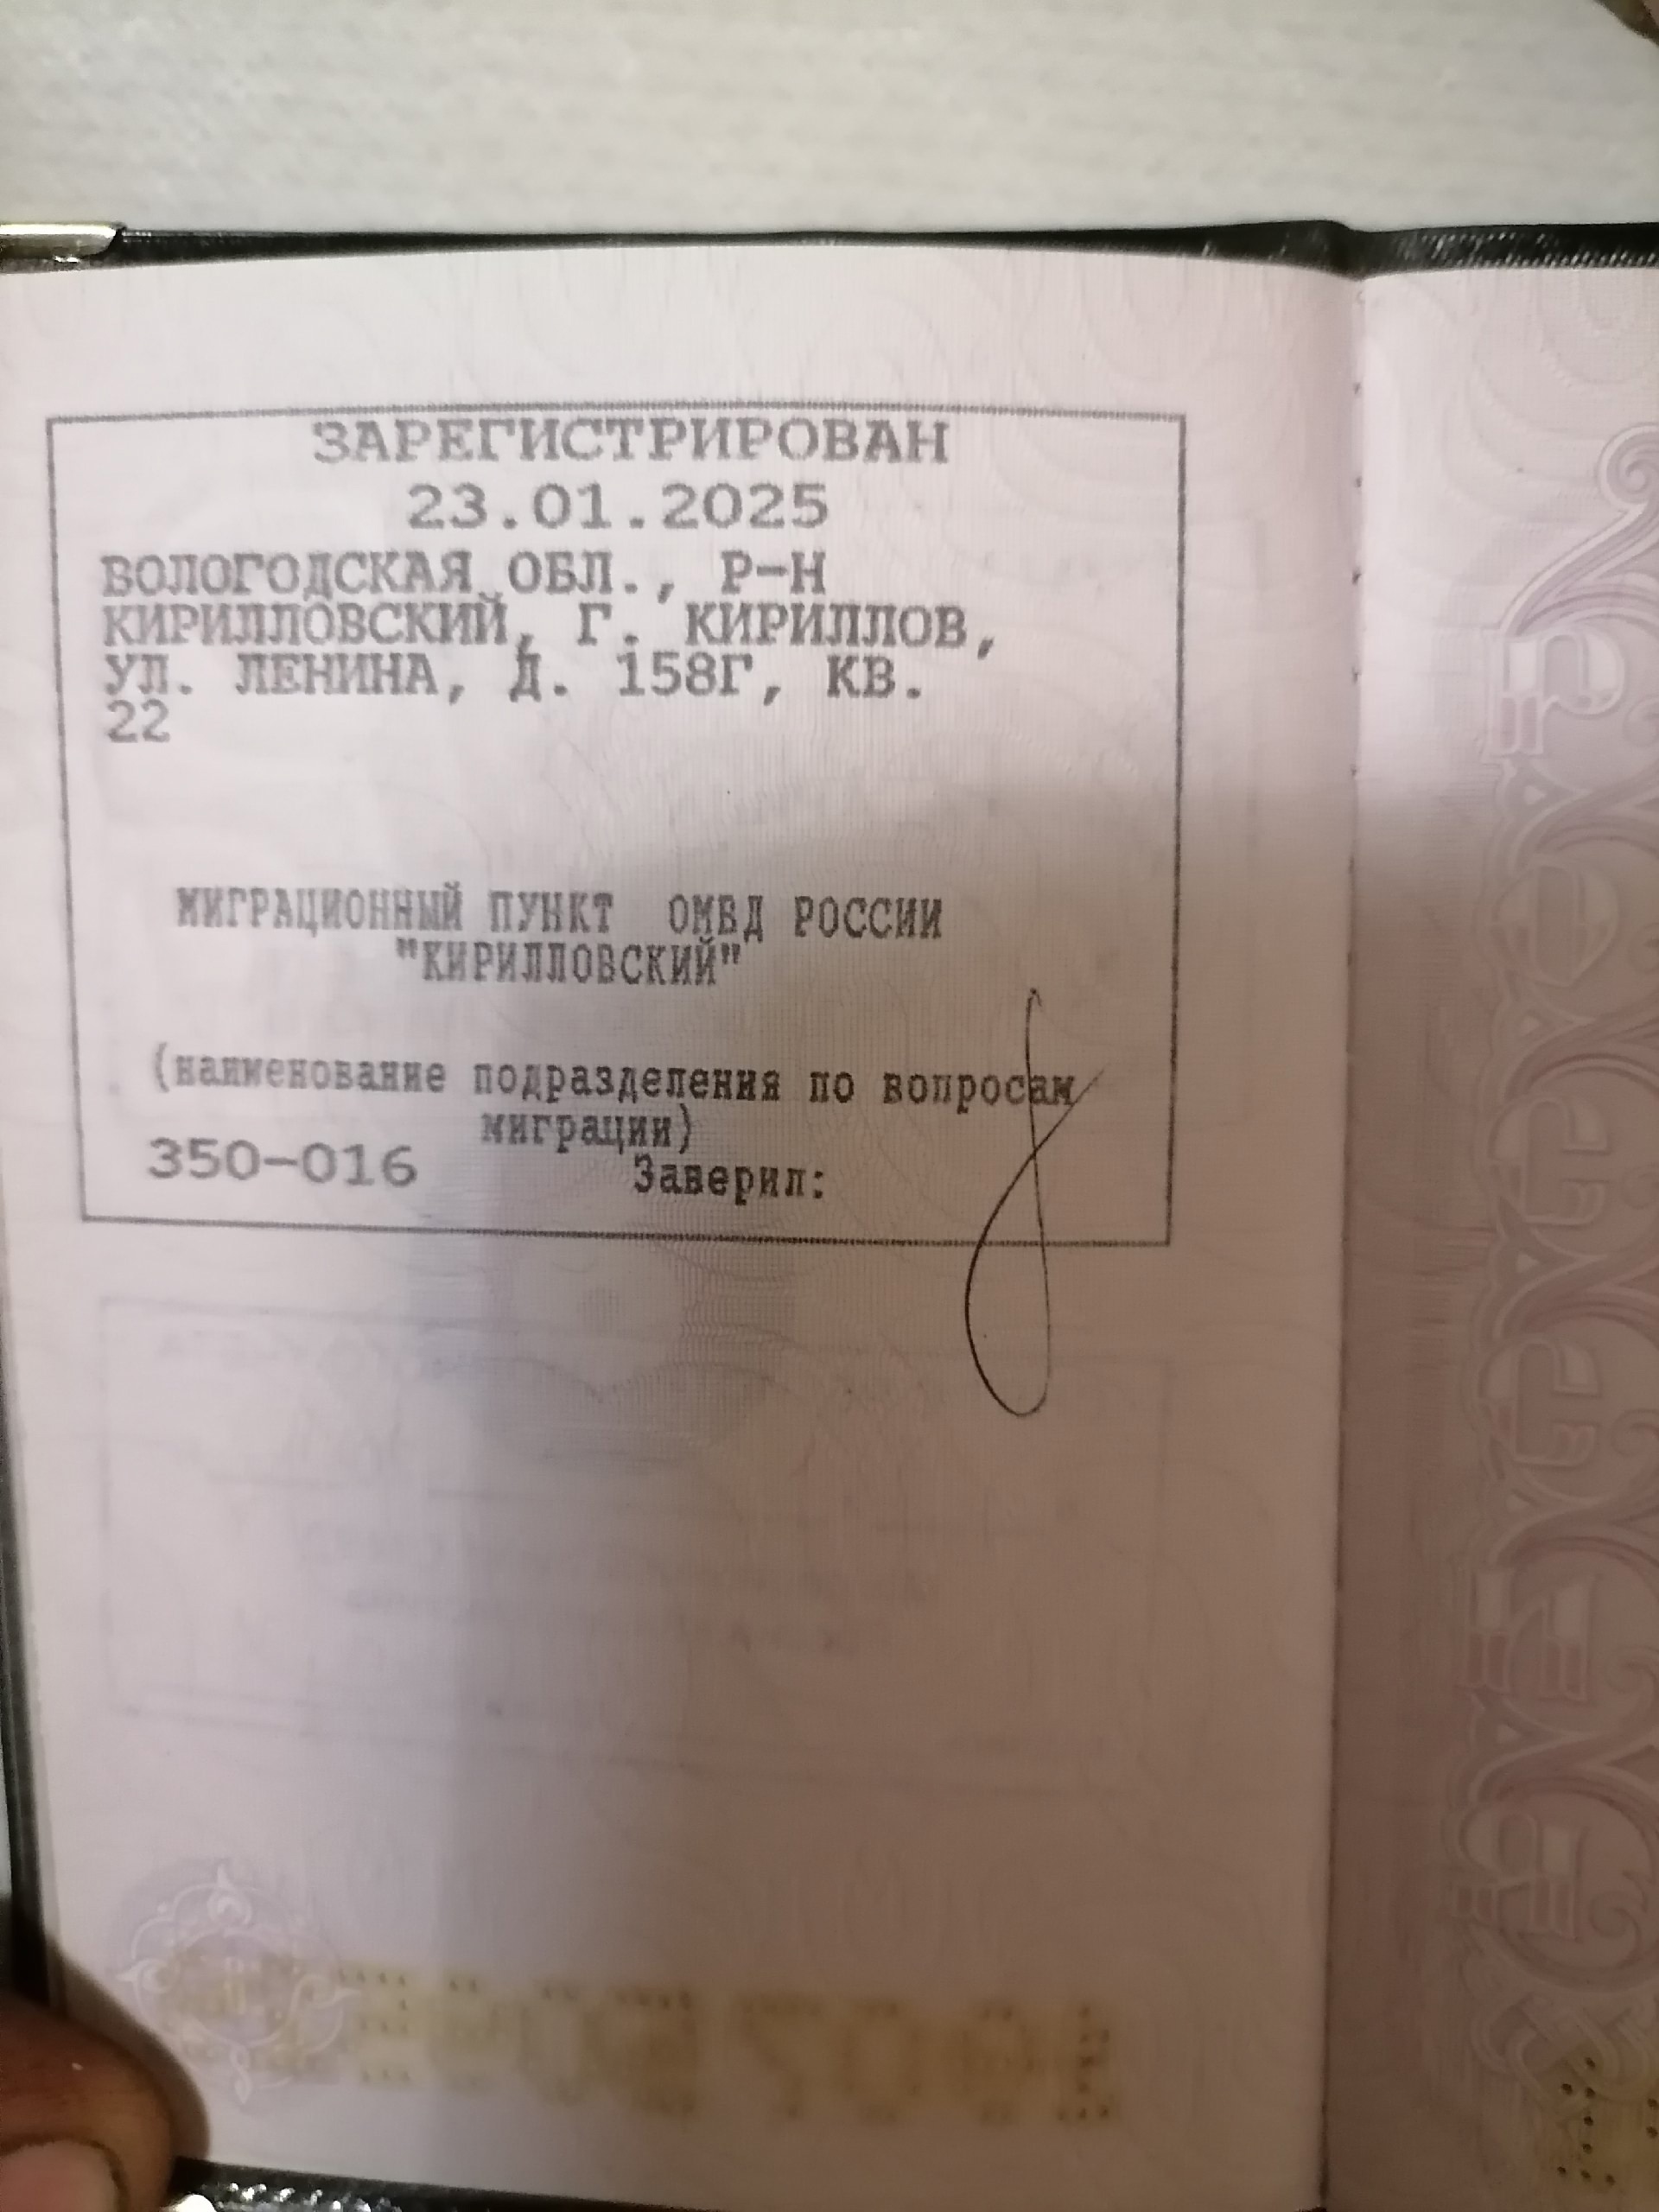 ЗАРЕГИСТРИРОВАН
23.01.2025
ВОЛОГОДСКАЯ ОБЛ., Р-Н
КИРИЛЛОВСКИЙ, Г. КИРИЛЛОВ,
УЛ. ЛЕНИНА, Д. 158Г, КВ.
22
МИГРАЦИОННЫЙ ПУНКТ ОМВД РОССИИ
"КИРИЛЛОВСКИЙ"
(наименование подразделения по вопросам
миграции)
350-016 Заверил: